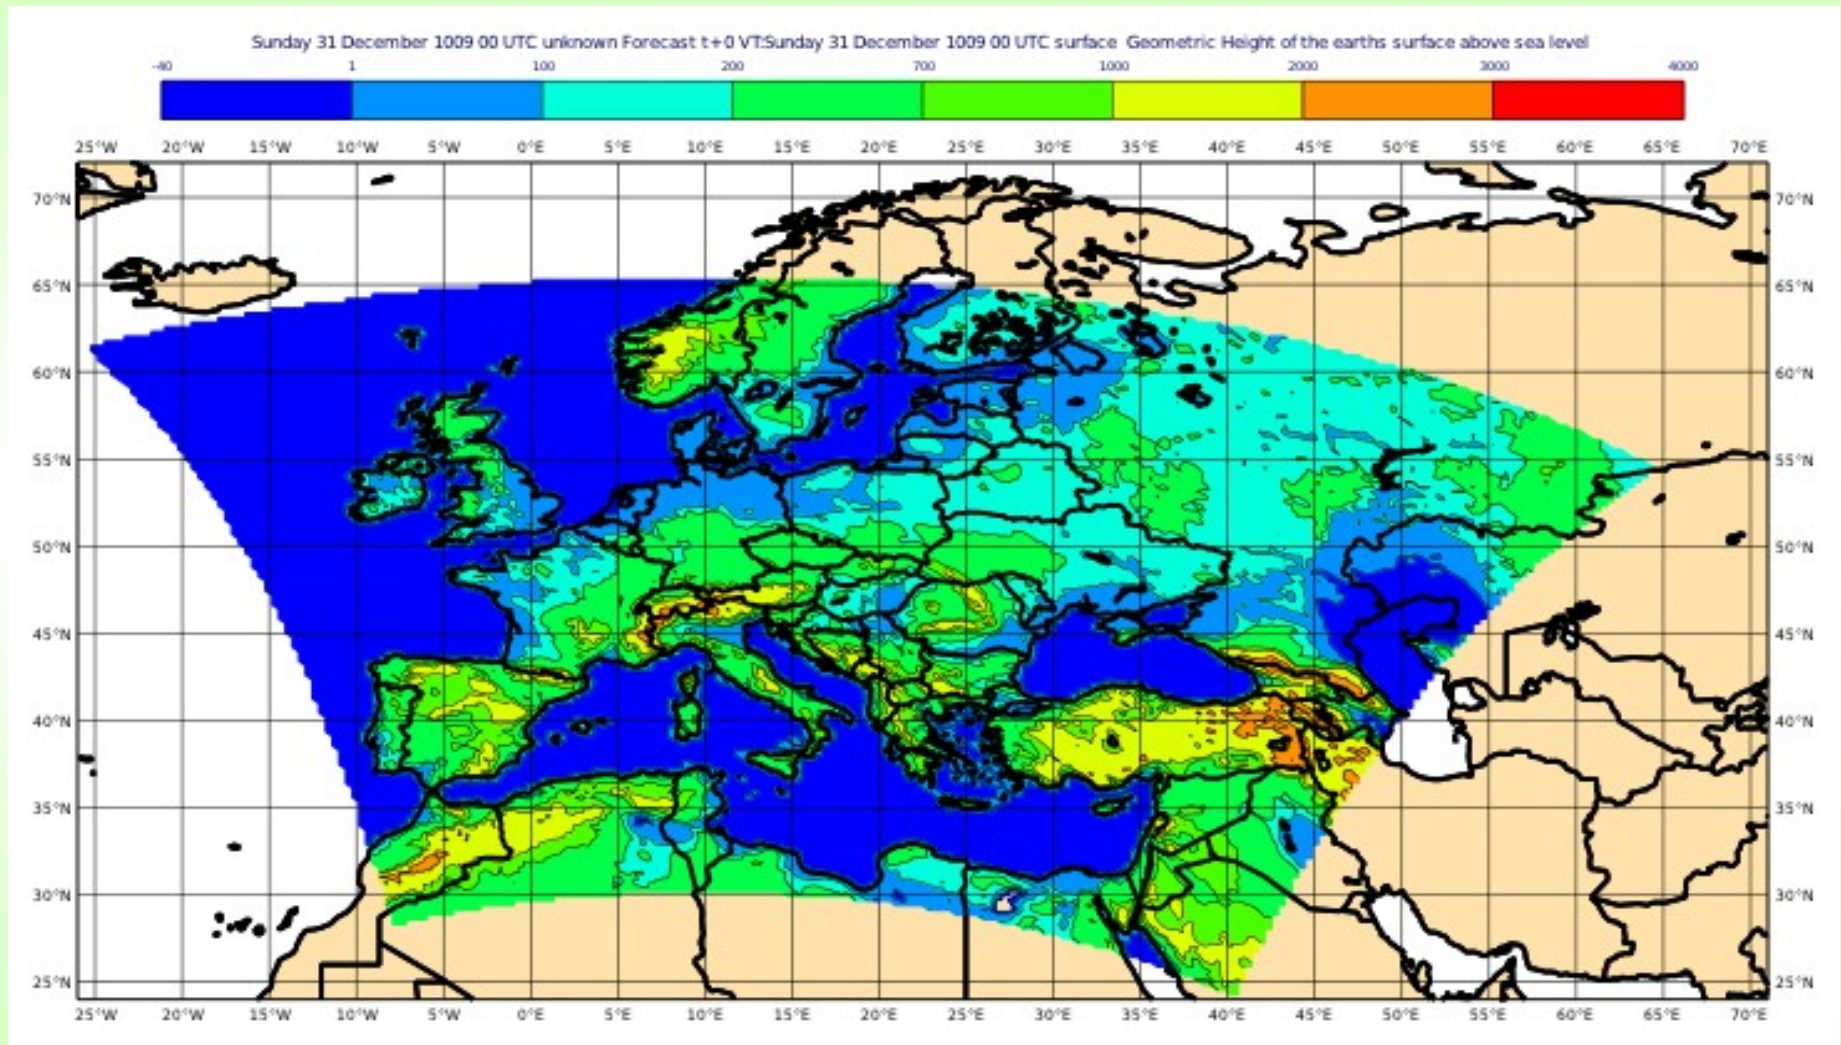 Sunday 31 December 1009 00 UTC unknown Forecast t+0 VT:Sunday 31 December 1009 00 UTC surface  Geometric Height of the earths surface above sea level
-40 1 100 200 700 1000 2000 3000 4000
25°W 20°W 15°W 10°W 5°W 0°E 5°E 10°E 15°E 20°E 25°E 30°E 35°E 40°E 45°E 50°E 55°E 60°E 65°E 70°E
70°N 70°N
65°N 65°N
60°N 60°N
55°N 55°N
50°N 50°N
45°N 45°N
40°N 40°N
35°N 35°N
30°N 30°N
25°N 25°N
25°W 20°W 15°W 10°W 5°W 0°E 5°E 10°E 15°E 20°E 25°E 30°E 35°E 40°E 45°E 50°E 55°E 60°E 65°E 70°E